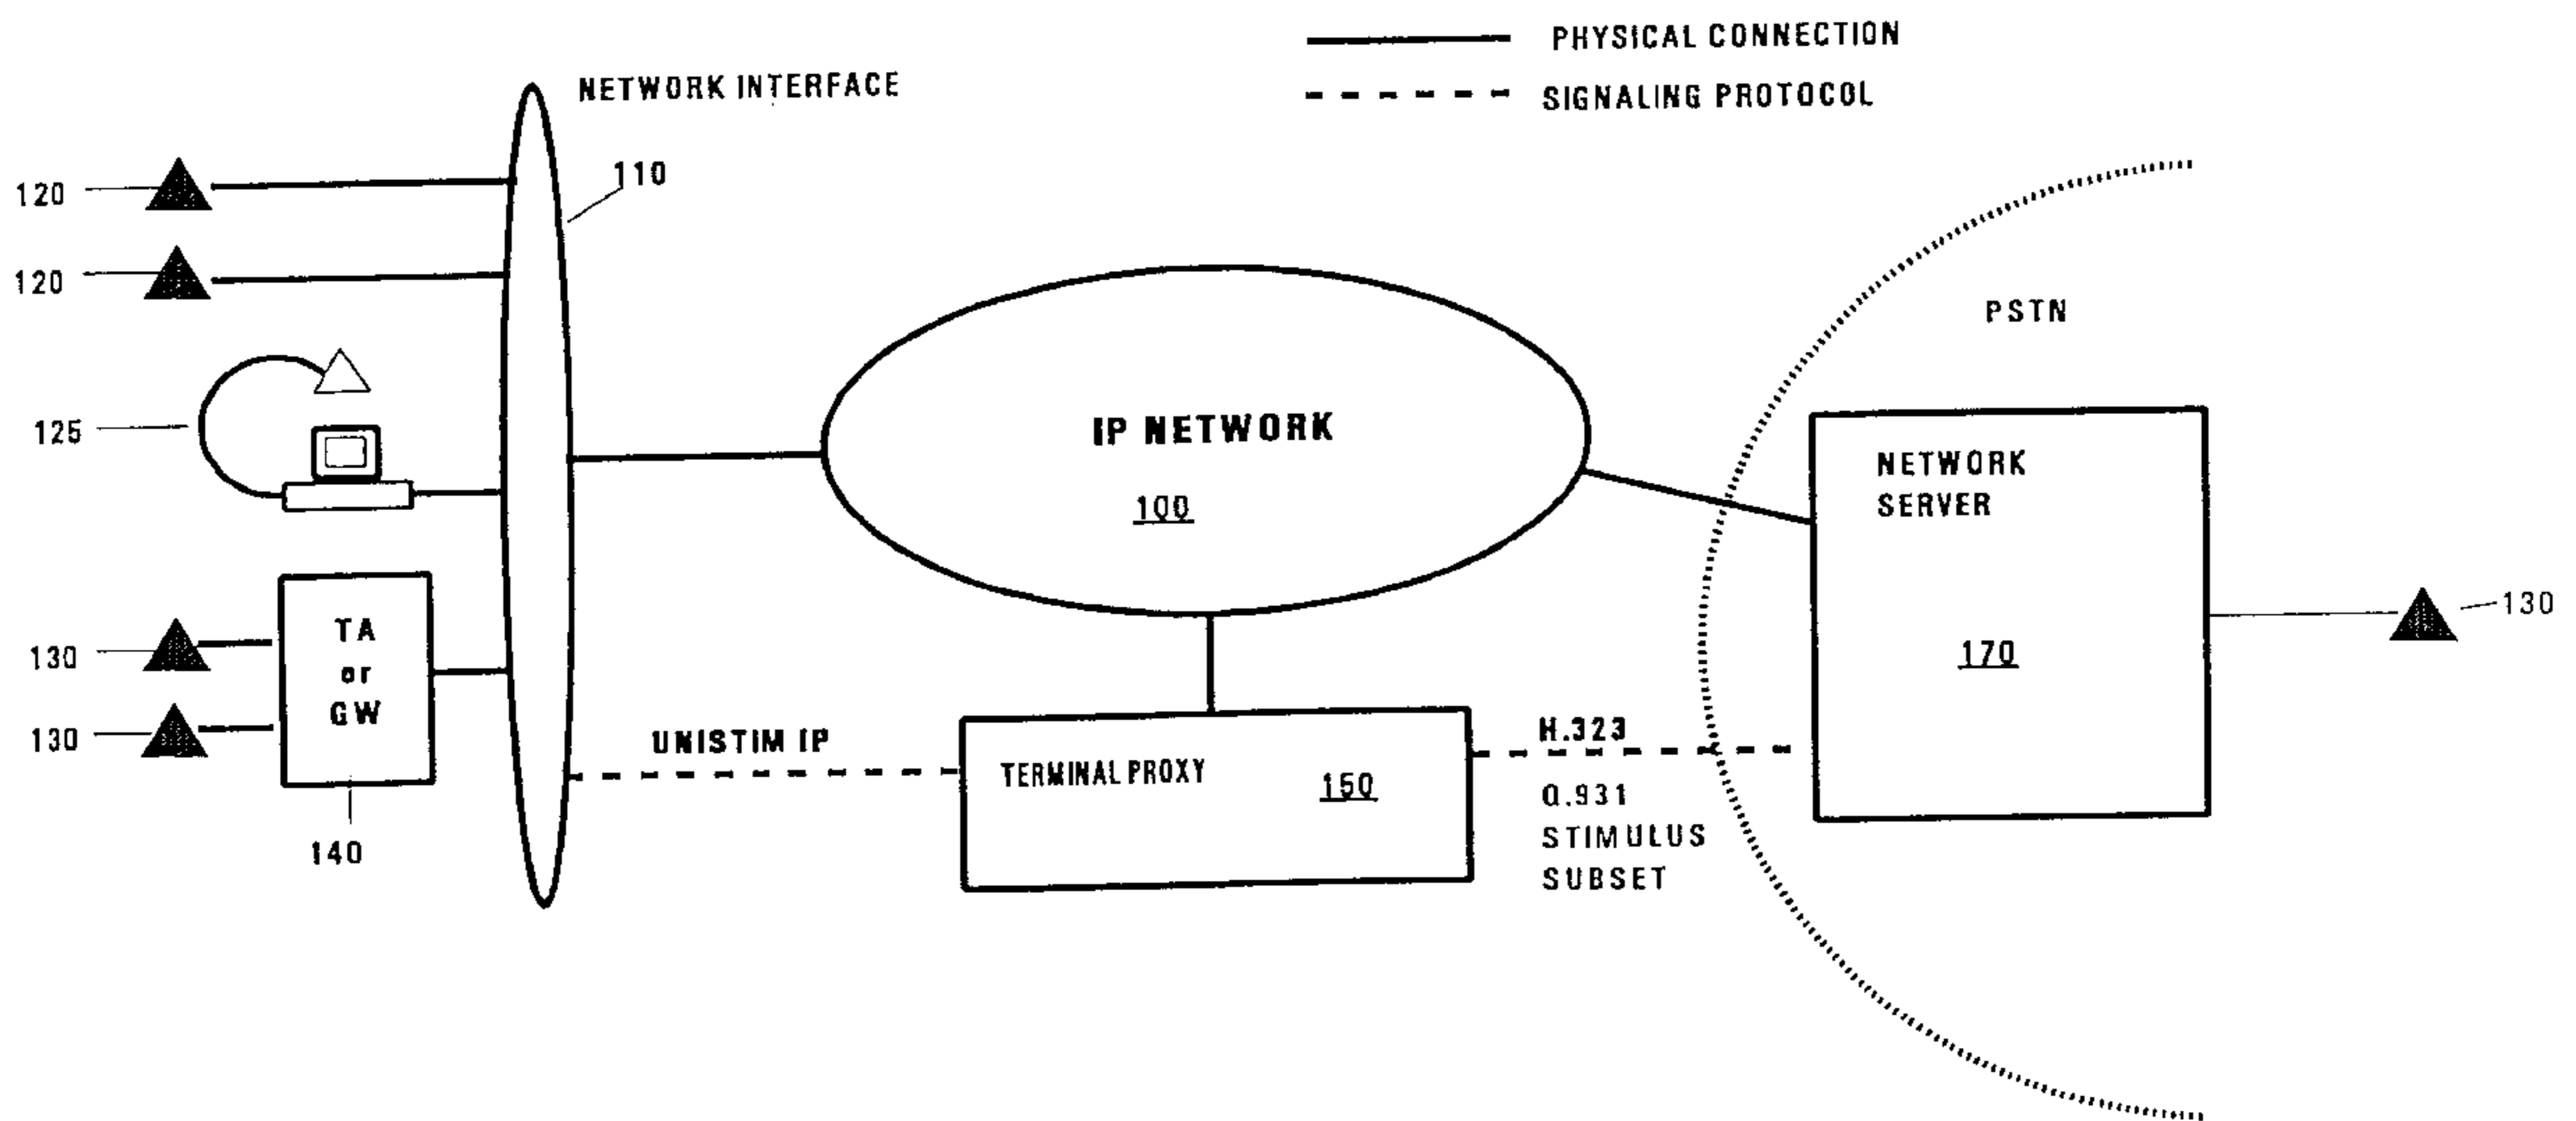 PHYSICAL CONNECTION
SIGNALING PROTOCOL
NETWORK INTERFACE
110
120
120
125
130
130
TA
or
GW
140
IP NETWORK
100
UNISTIM IP
TERMINAL PROXY
150
H.323
Q.931
STIMULUS
SUBSET
PSTN
NETWORK
SERVER
170
130